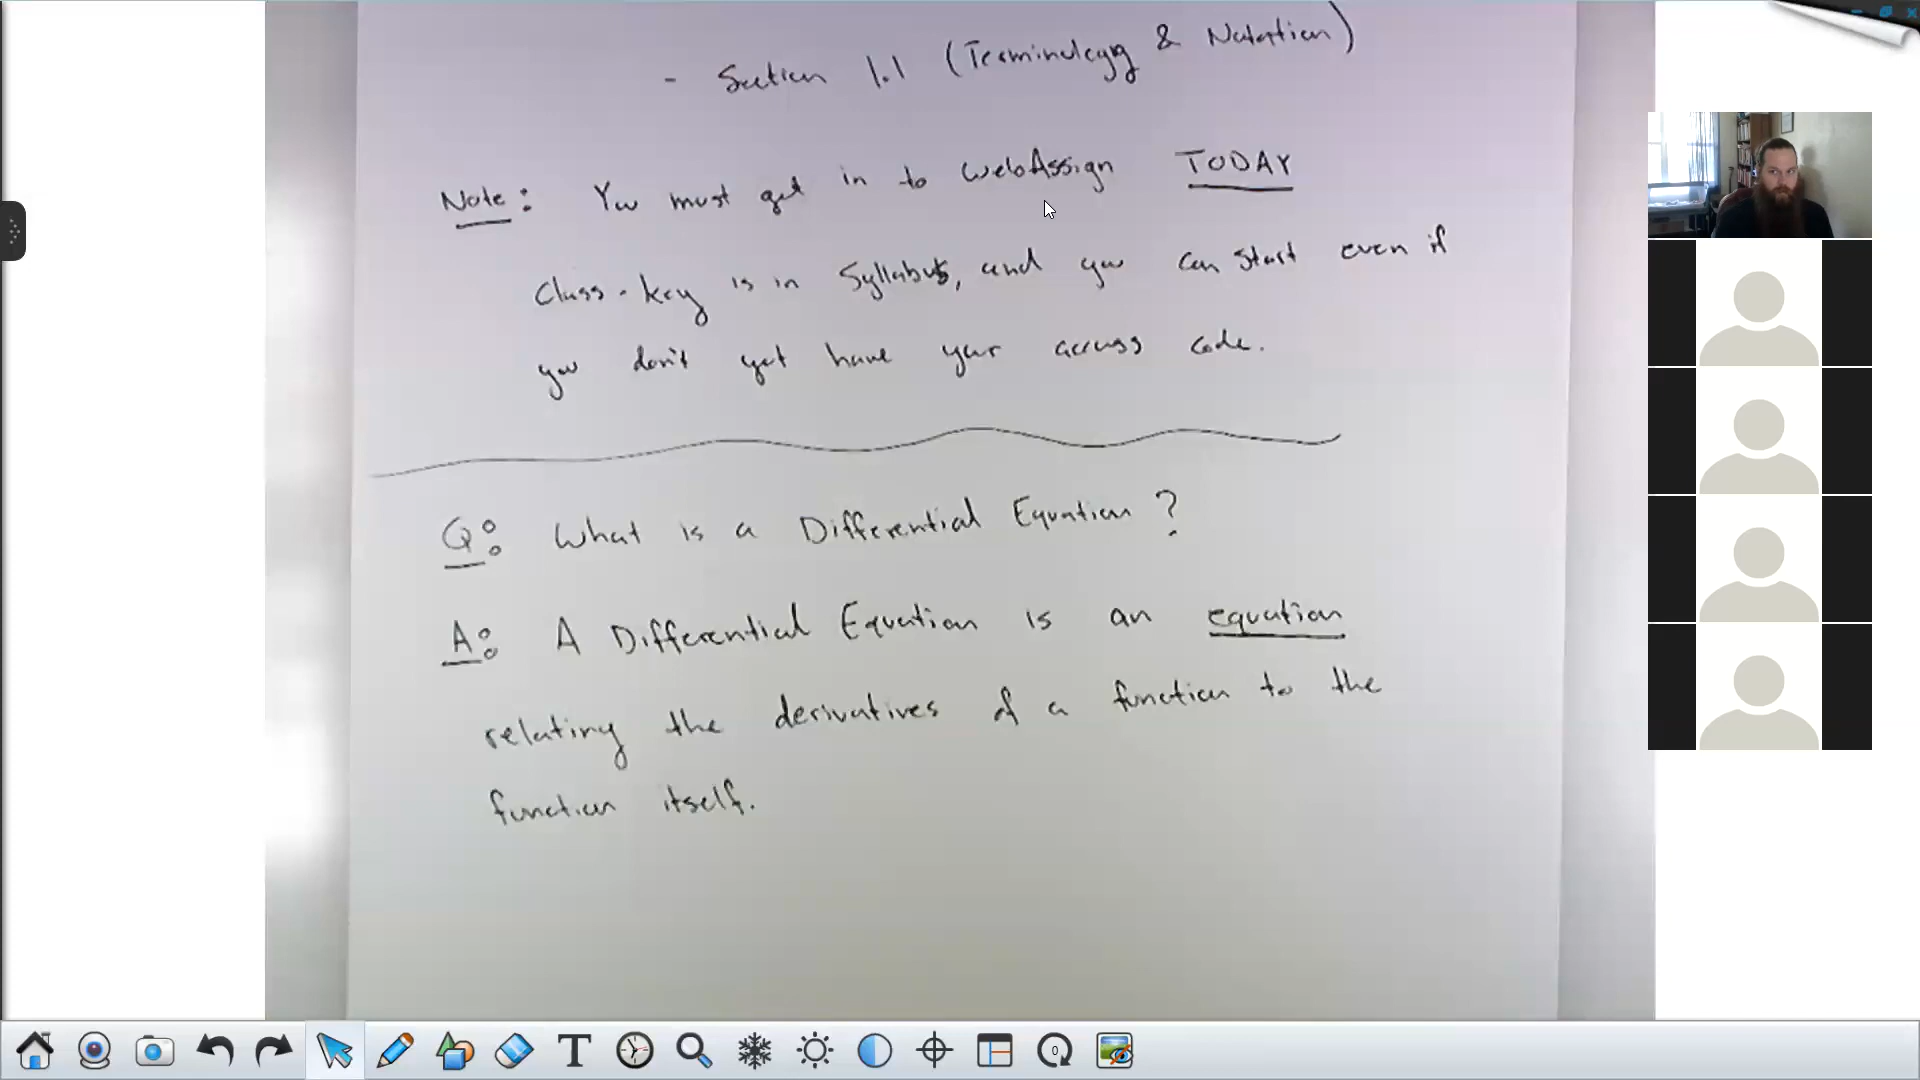 - Section 1.1 (Terminology & Notation)
Note: You must get in to WebAssign TODAY
Class-key is in Syllabus, and you can start even if
you don't yet have your access code.
Q: What is a Differential Equation?
A: A Differential Equation is an equation
relating the derivatives of a function to the
function itself.
T
0